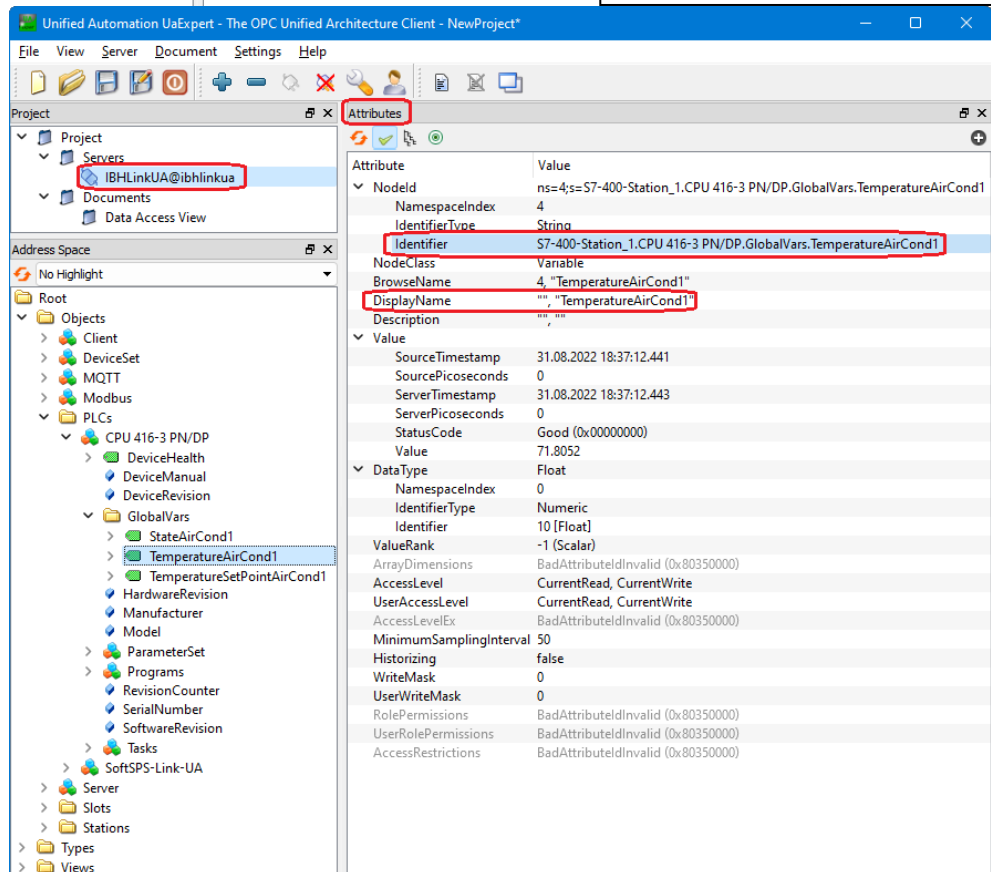 Unified Automation UaExpert - The OPC Unified Architecture Client - NewProject*
File View Server Document Settings Help
Project
Project
Servers
IBHLinkUA@ibhlinkua
Documents
Data Access View
Address Space
No Highlight
Root
Objects
Client
DeviceSet
MQTT
Modbus
PLCs
CPU 416-3 PN/DP
DeviceHealth
DeviceManual
DeviceRevision
GlobalVars
StateAirCond1
TemperatureAirCond1
TemperatureSetPointAirCond1
HardwareRevision
Manufacturer
Model
ParameterSet
Programs
RevisionCounter
SerialNumber
SoftwareRevision
Tasks
SoftSPS-Link-UA
Server
Slots
Stations
Types
Views
Attributes
Attribute Value
NodeId ns=4;s=S7-400-Station_1.CPU 416-3 PN/DP.GlobalVars.TemperatureAirCond1
NamespaceIndex 4
IdentifierType String
Identifier S7-400-Station_1.CPU 416-3 PN/DP.GlobalVars.TemperatureAirCond1
NodeClass Variable
BrowseName 4, "TemperatureAirCond1"
DisplayName "", "TemperatureAirCond1"
Description "", ""
Value
SourceTimestamp 31.08.2022 18:37:12.441
SourcePicoseconds 0
ServerTimestamp 31.08.2022 18:37:12.443
ServerPicoseconds 0
StatusCode Good (0x00000000)
Value 71.8052
DataType Float
NamespaceIndex 0
IdentifierType Numeric
Identifier 10 [Float]
ValueRank -1 (Scalar)
ArrayDimensions BadAttributeIdInvalid (0x80350000)
AccessLevel CurrentRead, CurrentWrite
UserAccessLevel CurrentRead, CurrentWrite
AccessLevelEx BadAttributeIdInvalid (0x80350000)
MinimumSamplingInterval 50
Historizing false
WriteMask 0
UserWriteMask 0
RolePermissions BadAttributeIdInvalid (0x80350000)
UserRolePermissions BadAttributeIdInvalid (0x80350000)
AccessRestrictions BadAttributeIdInvalid (0x80350000)